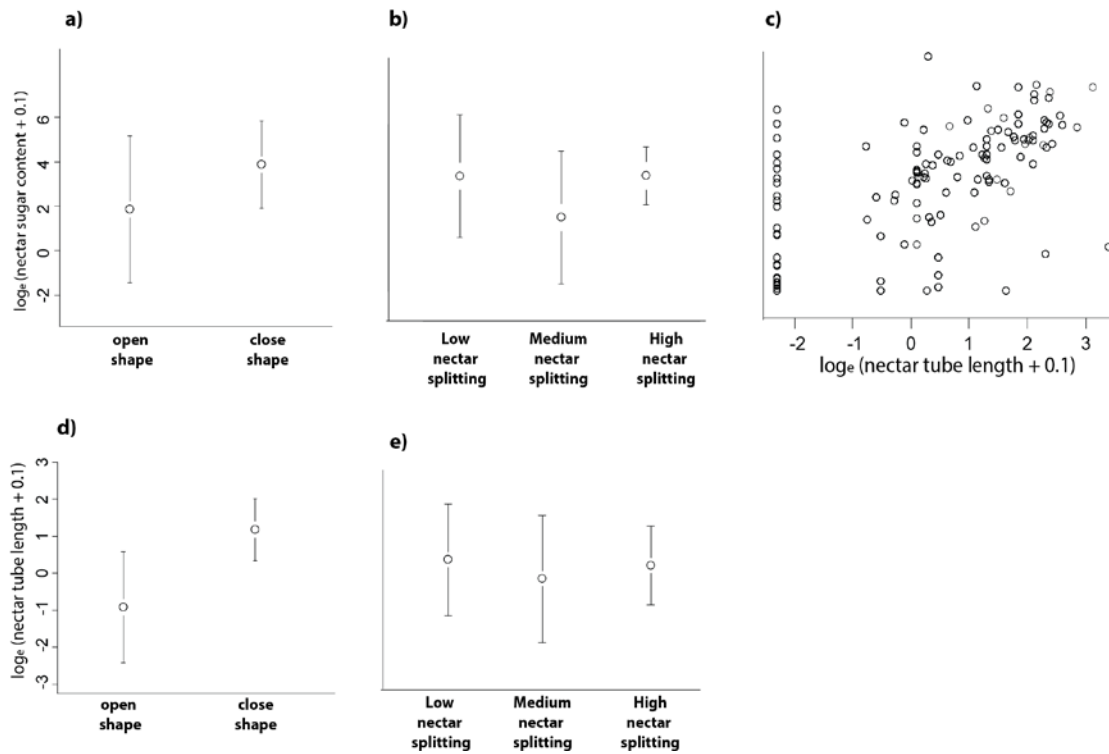 a)
logₑ (nectar sugar content + 0.1)
6
4
2
0
-2
open
shape
close
shape
b)
Low
nectar
splitting
Medium
nectar
splitting
High
nectar
splitting
c)
-2
-1
0
1
2
3
logₑ (nectar tube length + 0.1)
d)
logₑ (nectar tube length + 0.1)
3
2
1
0
-1
-2
-3
open
shape
close
shape
e)
Low
nectar
splitting
Medium
nectar
splitting
High
nectar
splitting